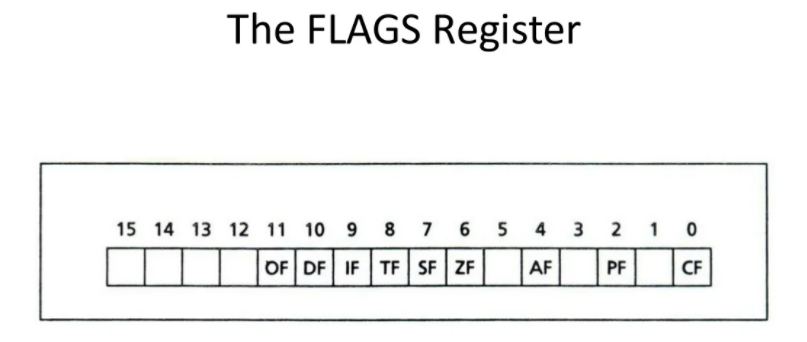 The FLAGS Register
15 14 13 12 11 10 9 8 7 6 5 4 3 2 1 0
OF DF IF TF SF ZF AF PF CF